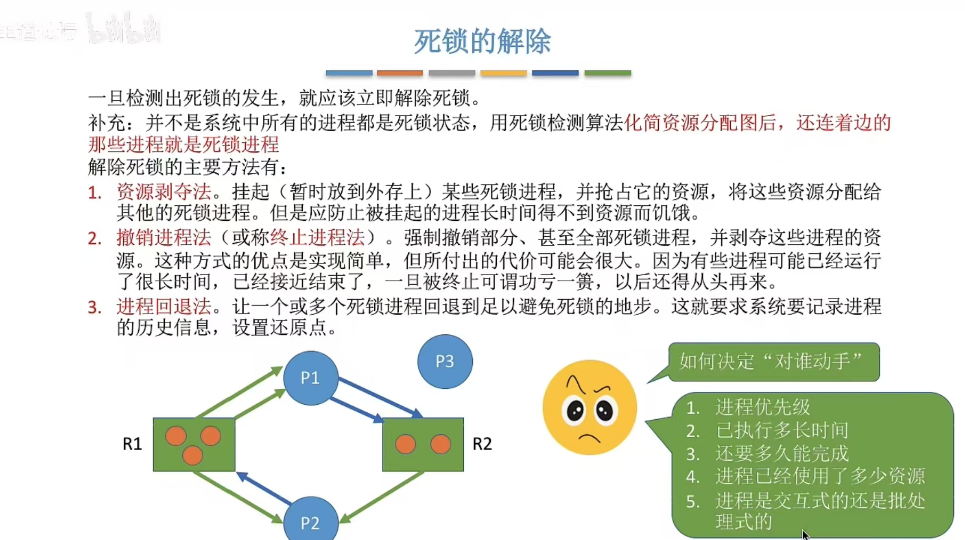 bilibili
死锁的解除
一旦检测出死锁的发生，就应该立即解除死锁。
补充：并不是系统中所有的进程都是死锁状态，用死锁检测算法化简资源分配图后，还连着边的
那些进程就是死锁进程
解除死锁的主要方法有：
1. 资源剥夺法。挂起（暂时放到外存上）某些死锁进程，并抢占它的资源，将这些资源分配给
其他的死锁进程。但是应防止被挂起的进程长时间得不到资源而饥饿。
2. 撤销进程法（或称终止进程法）。强制撤销部分、甚至全部死锁进程，并剥夺这些进程的资
源。这种方式的优点是实现简单，但所付出的代价可能会很大。因为有些进程可能已经运行
了很长时间，已经接近结束了，一旦被终止可谓功亏一篑，以后还得从头再来。
3. 进程回退法。让一个或多个死锁进程回退到足以避免死锁的地步。这就要求系统要记录进程
的历史信息，设置还原点。
P1
P3
R1
R2
P2
如何决定“对谁动手”
1. 进程优先级
2. 已执行多长时间
3. 还要多久能完成
4. 进程已经使用了多少资源
5. 进程是交互式的还是批处
理式的